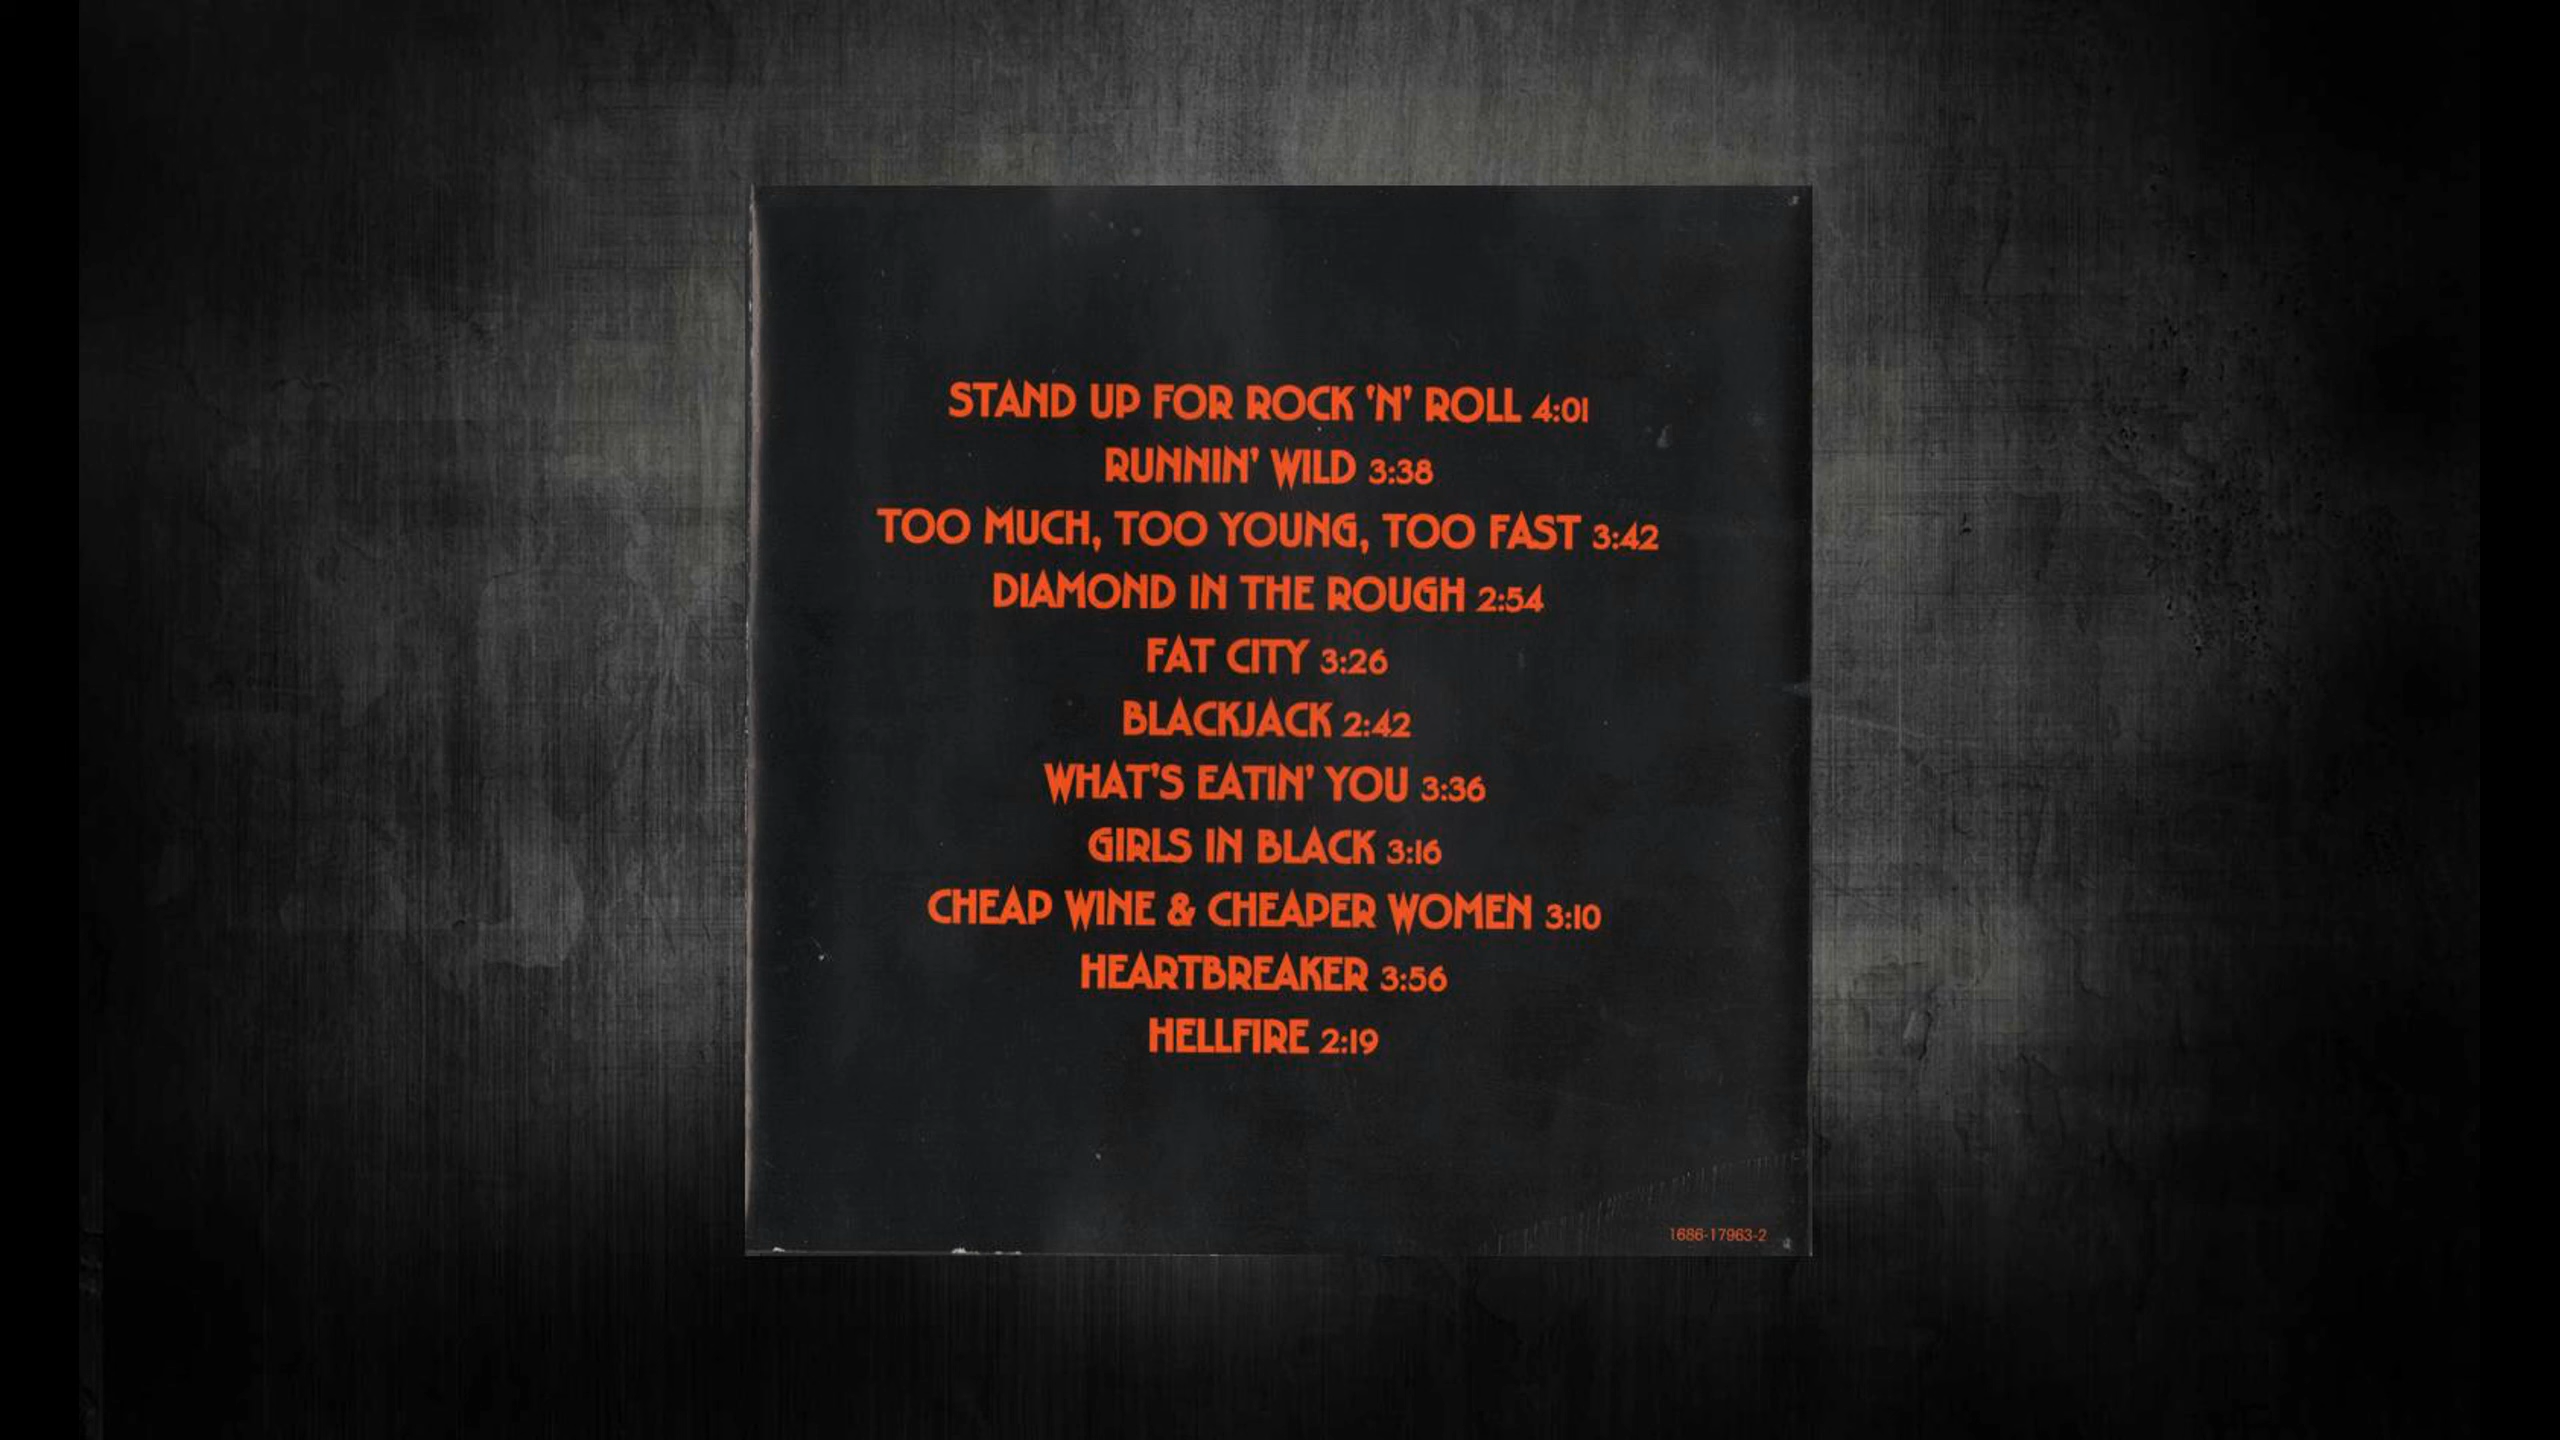 STAND UP FOR ROCK 'N' ROLL 4:01
RUNNIN' WILD 3:38
TOO MUCH, TOO YOUNG, TOO FAST 3:42
DIAMOND IN THE ROUGH 2:54
FAT CITY 3:26
BLACKJACK 2:42
WHAT'S EATIN' YOU 3:36
GIRLS IN BLACK 3:16
CHEAP WINE & CHEAPER WOMEN 3:10
HEARTBREAKER 3:56
HELLFIRE 2:19
1686-17963-2